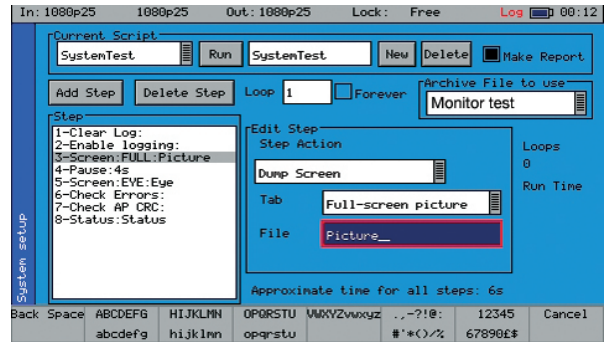 In: 1080p25 1080p25 Out: 1080p25 Lock: Free Log 00:12
Current Script
SystemTest Run SystemTest New Delete Make Report
Add Step Delete Step Loop 1 Forever Archive File to use
Monitor test
Step
1-Clear Log:
2-Enable logging:
3-Screen:FULL:Picture
4-Pause:4s
5-Screen:EYE:Eye
6-Check Errors:
7-Check AP CRC:
8-Status:Status
Edit Step
Step Action
Dump Screen
Tab Full-screen picture
File Picture_
Loops
0
Run Time
Approximate time for all steps: 6s
System setup
Back Space ABCDEFG HIJKLMN OPQRSTU VWXYZvwxyz .,-?!@: 12345 Cancel
abcdefg hijklmn opqrstu #'*()/% 67890£$